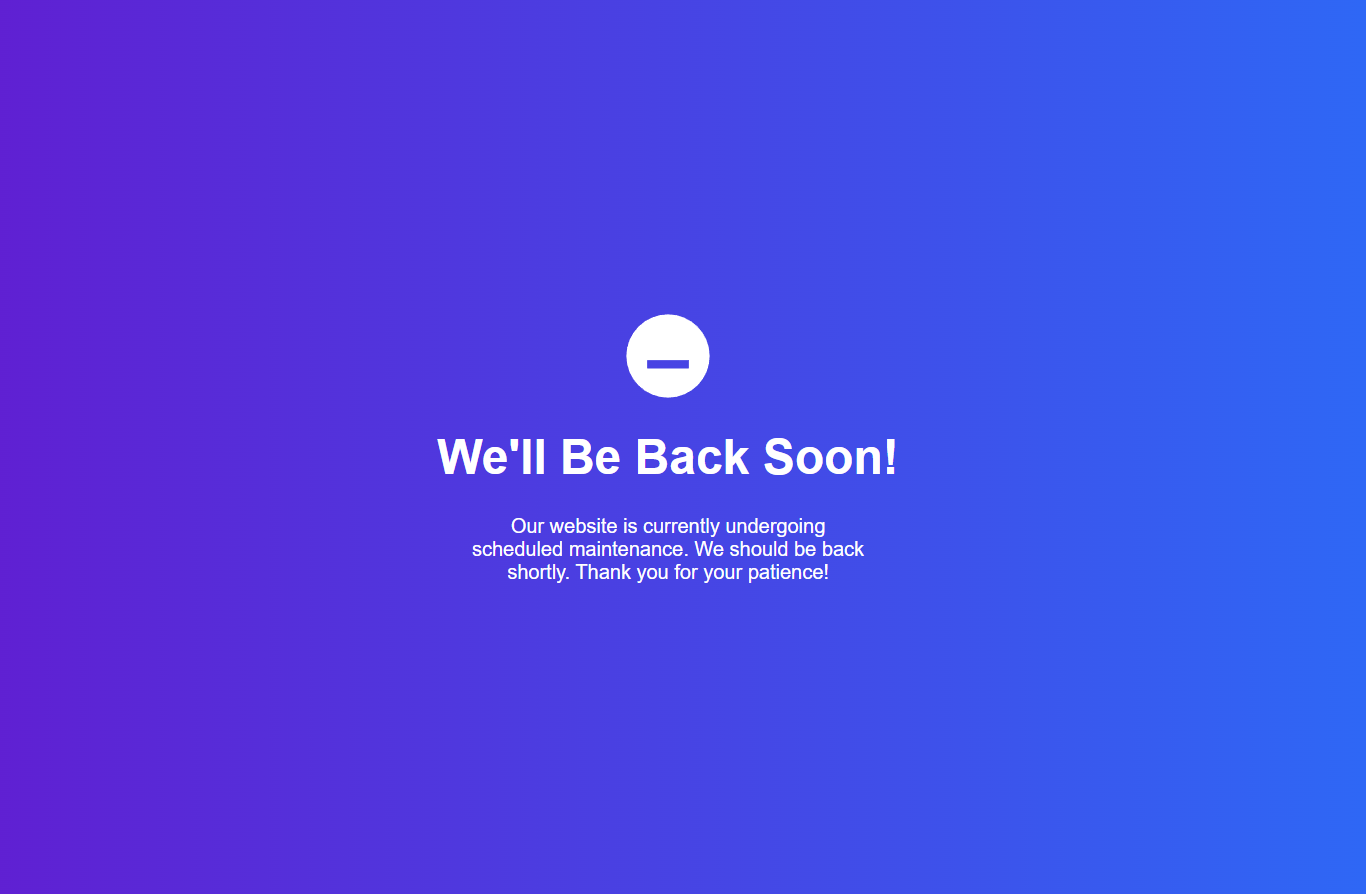 We'll Be Back Soon!
Our website is currently undergoing
scheduled maintenance. We should be back
shortly. Thank you for your patience!